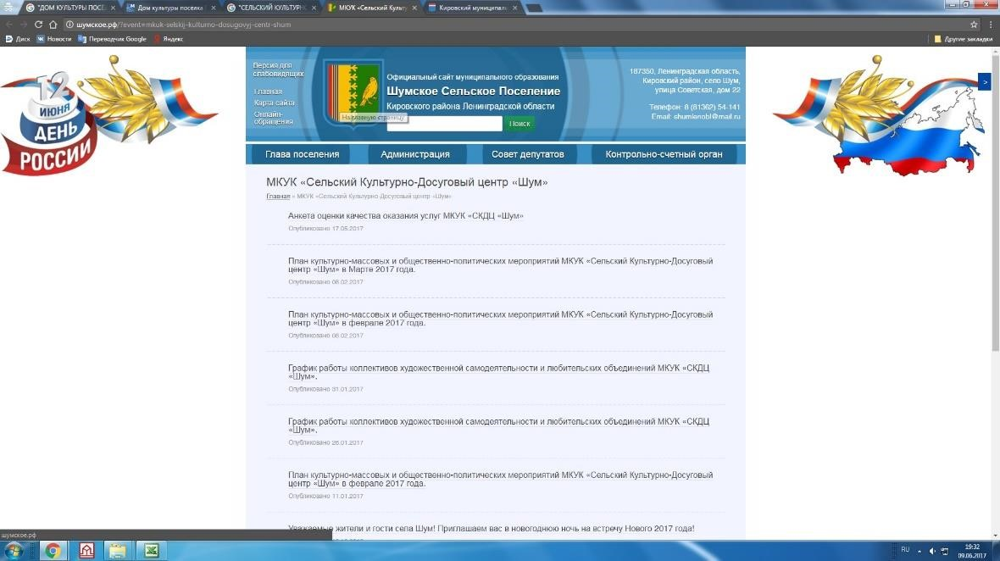 "ДОМ КУЛЬТУРЫ ПОСЕЛ
Дом культуры поселка
"СЕЛЬСКИЙ КУЛЬТУРН
МКУК «Сельский Культу
Кировский муниципаль
шумское.рф/?event=mkuk-selskij-kulturno-dosugovyj-centr-shum
Диск
Новости
Переводчик Google
Яндекс
Другие закладки
12
ИЮНЯ
ДЕНЬ
РОССИИ
Версия для
слабовидящих
Главная
Карта сайта
Онлайн-
обращения
На главную страницу
Официальный сайт муниципального образования
Шумское Сельское Поселение
Кировского района Ленинградской области
Поиск
187350, Ленинградская область,
Кировский район, село Шум,
улица Советская, дом 22
Телефон: 8 (81362) 54-141
Email: shumlenobl@mail.ru
>
Глава поселения
Администрация
Совет депутатов
Контрольно-счетный орган
МКУК «Сельский Культурно-Досуговый центр «Шум»
Главная » МКУК «Сельский Культурно-Досуговый центр «Шум»
Анкета оценки качества оказания услуг МКУК «СКДЦ «Шум»
Опубликовано 17.05.2017
План культурно-массовых и общественно-политических мероприятий МКУК «Сельский Культурно-Досуговый
центр «Шум» в Марте 2017 года.
Опубликовано 08.02.2017
План культурно-массовых и общественно-политических мероприятий МКУК «Сельский Культурно-Досуговый
центр «Шум» в феврале 2017 года.
Опубликовано 08.02.2017
График работы коллективов художественной самодеятельности и любительских объединений МКУК «СКДЦ
«Шум».
Опубликовано 31.01.2017
График работы коллективов художественной самодеятельности и любительских объединений МКУК «СКДЦ
«Шум».
Опубликовано 26.01.2017
План культурно-массовых и общественно-политических мероприятий МКУК «Сельский Культурно-Досуговый
центр «Шум» в феврале 2017 года.
Опубликовано 11.01.2017
Уважаемые жители и гости села Шум! Приглашаем вас в новогоднюю ночь на встречу Нового 2017 года!
шумское.рф
RU
19:32
09.06.2017